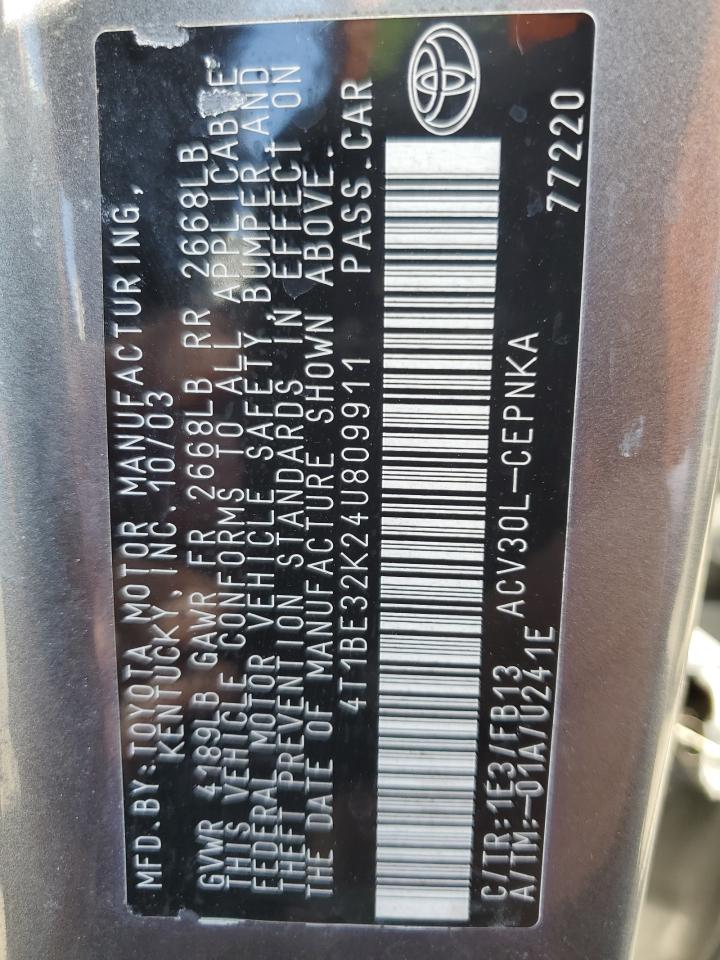 MFD.BY:TOYOTA MOTOR MANUFACTURING,
KENTUCKY,INC. 10/03
GVWR 4189LB GAWR FR 2668LB RR 2668LB
THIS VEHICLE CONFORMS TO ALL APPLICABLE
FEDERAL MOTOR VEHICLE SAFETY,BUMPER AND
THEFT PREVENTION STANDARDS IN EFFECT ON
THE DATE OF MANUFACTURE SHOWN ABOVE.
4T1BE32K24U809911 PASS.CAR
C/TR:1E3/FB13 ACV30L-CEPNKA 77220
A/TM:-01A/U241E